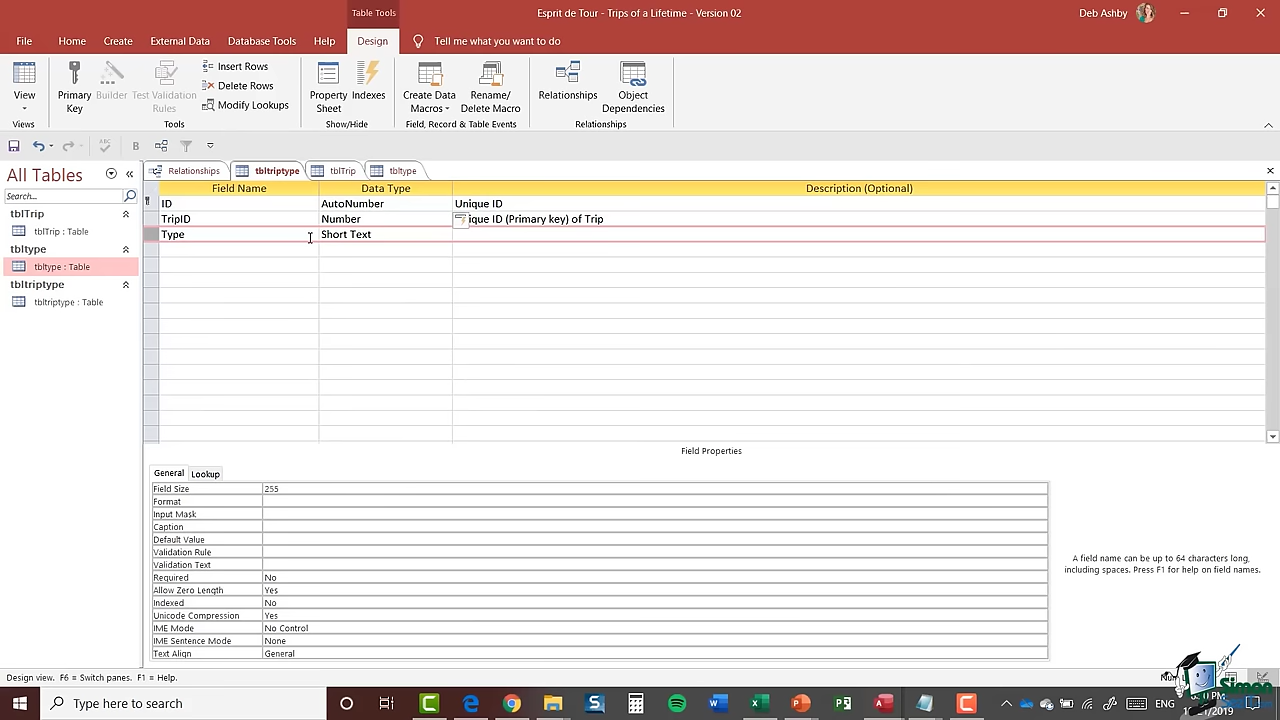 Table Tools
Esprit de Tour - Trips of a Lifetime - Version 02
Deb Ashby
File
Home
Create
External Data
Database Tools
Help
Design
Tell me what you want to do
View
Primary Key
Builder
Test Validation Rules
Insert Rows
Delete Rows
Modify Lookups
Property Sheet
Indexes
Create Data Macros
Rename/ Delete Macro
Relationships
Object Dependencies
Views
Tools
Show/Hide
Field, Record & Table Events
Relationships
ABC
B
All Tables
Search...
tblTrip
tblTrip : Table
tbltype
tbltype : Table
tbltriptype
tbltriptype : Table
Relationships
tbltriptype
tblTrip
tbltype
Field Name
Data Type
Description (Optional)
ID
AutoNumber
Unique ID
TripID
Number
ique ID (Primary key) of Trip
Type
Short Text
Field Properties
General
Lookup
Field Size
255
Format
Input Mask
Caption
Default Value
Validation Rule
Validation Text
Required
No
Allow Zero Length
Yes
Indexed
No
Unicode Compression
Yes
IME Mode
No Control
IME Sentence Mode
None
Text Align
General
A field name can be up to 64 characters long,
including spaces. Press F1 for help on field names.
Design view. F6 = Switch panes. F1 = Help.
Type here to search
ENG
Simon